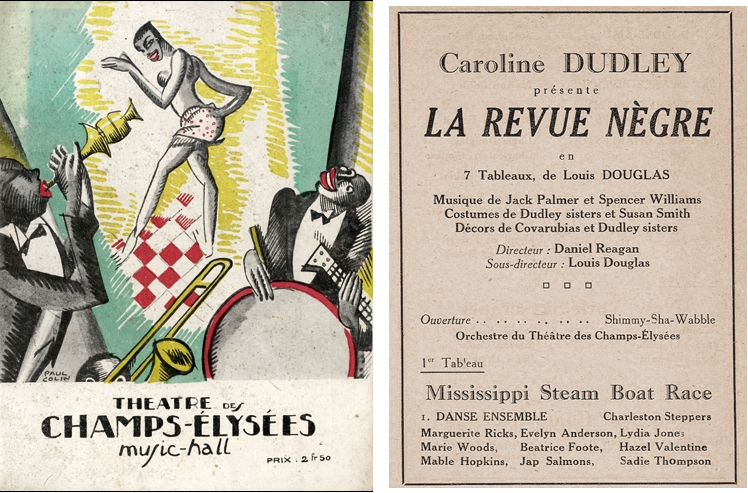 PAUL
COLIN
THEATRE DES
CHAMPS-ÉLYSÉES
music-hall
PRIX . 2 fr 50
Caroline DUDLEY
présente
LA REVUE NÈGRE
en
7 Tableaux, de Louis DOUGLAS
Musique de Jack Palmer et Spencer Williams
Costumes de Dudley sisters et Susan Smith
Décors de Covarubias et Dudley sisters
Directeur : Daniel Reagan
Sous-directeur : Louis Douglas
Ouverture .. .. .. .. .. .. Shimmy-Sha-Wabble
Orchestre du Théâtre des Champs-Élysées
1er Tableau
Mississippi Steam Boat Race
1. DANSE ENSEMBLE Charleston Steppers
Marguerite Ricks, Evelyn Anderson, Lydia Jones
Marie Woods, Beatrice Foote, Hazel Valentine
Mable Hopkins, Jap Salmons, Sadie Thompson